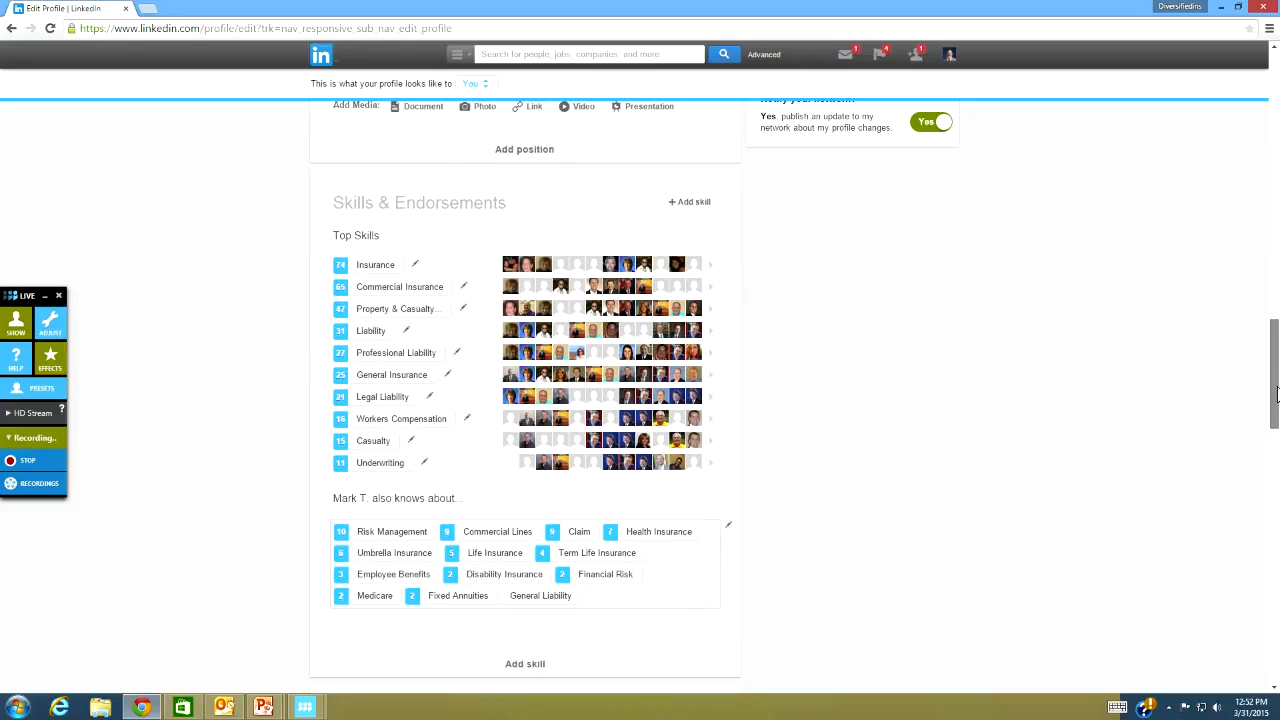 Edit Profile | LinkedIn
Diversifiedins
https://www.linkedin.com/profile/edit?trk=nav_responsive_sub_nav_edit_profile
in
Search for people, jobs, companies, and more
Advanced
1
4
1
This is what your profile looks like to You
Add Media: Document Photo Link Video Presentation
Yes, publish an update to my
network about my profile changes.
Yes
Add position
Skills & Endorsements
+ Add skill
Top Skills
74 Insurance
65 Commercial Insurance
47 Property & Casualty...
31 Liability
27 Professional Liability
25 General Insurance
21 Legal Liability
16 Workers Compensation
15 Casualty
11 Underwriting
Mark T. also knows about...
10 Risk Management 9 Commercial Lines 9 Claim 7 Health Insurance
6 Umbrella Insurance 5 Life Insurance 4 Term Life Insurance
3 Employee Benefits 2 Disability Insurance 2 Financial Risk
2 Medicare 2 Fixed Annuities General Liability
Add skill
LIVE
SHOW ADJUST
? HELP EFFECTS
PRESETS
HD Stream ?
Recording..
STOP
RECORDINGS
12:52 PM
3/31/2015